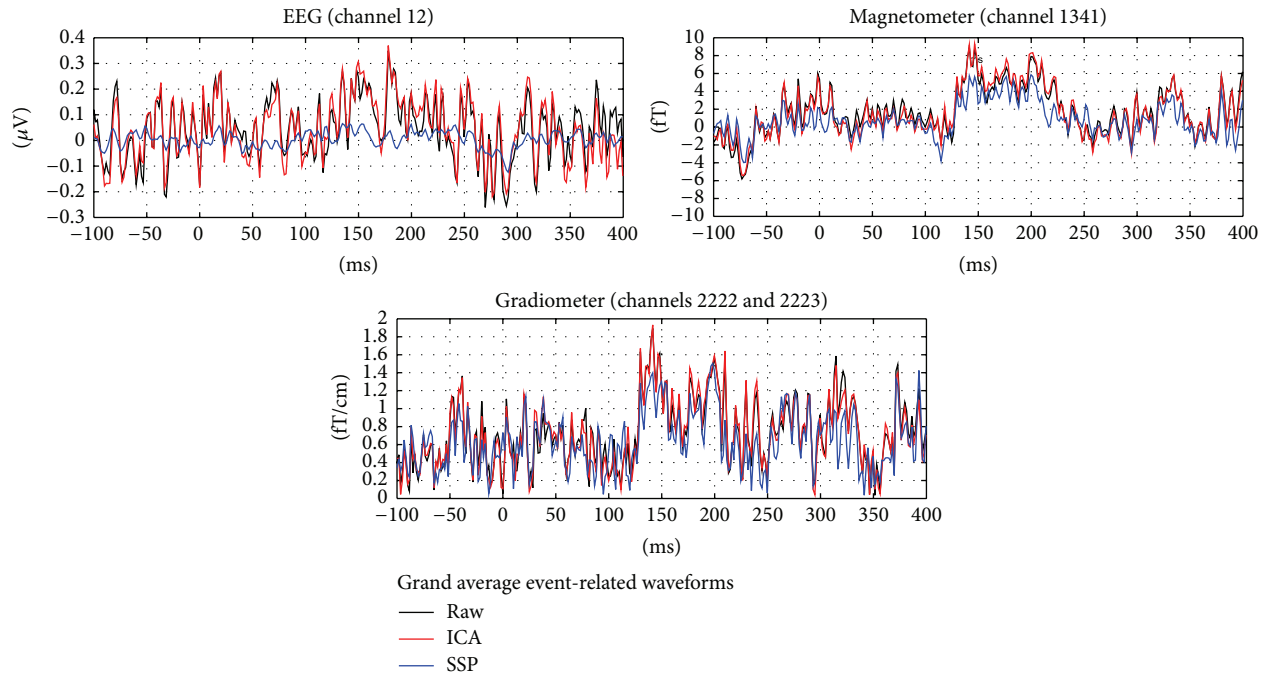 EEG (channel 12)
0.4
0.3
0.2
0.1
0
−0.1
−0.2
−0.3
(μV)
−100 −50 0 50 100 150 200 250 300 350 400
(ms)
Magnetometer (channel 1341)
10
8
6
4
2
0
−2
−4
−6
−8
−10
(fT)
s
−100 −50 0 50 100 150 200 250 300 350 400
(ms)
Gradiometer (channels 2222 and 2223)
2
1.8
1.6
1.4
1.2
1
0.8
0.6
0.4
0.2
0
(fT/cm)
−100 −50 0 50 100 150 200 250 300 350 400
(ms)
Grand average event-related waveforms
Raw
ICA
SSP